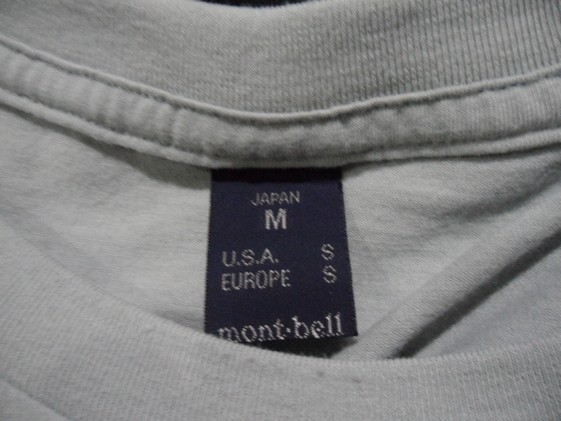 JAPAN
M
U.S.A. S
EUROPE S
mont·bell